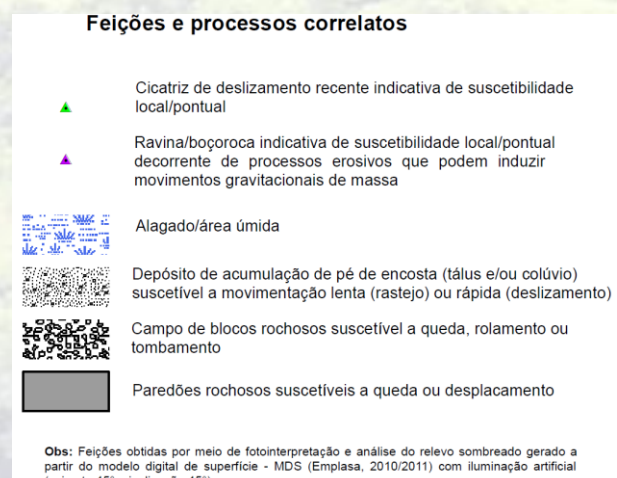 Feições e processos correlatos
Cicatriz de deslizamento recente indicativa de suscetibilidade
local/pontual
Ravina/boçoroca indicativa de suscetibilidade local/pontual
decorrente de processos erosivos que podem induzir
movimentos gravitacionais de massa
Alagado/área úmida
Depósito de acumulação de pé de encosta (tálus e/ou colúvio)
suscetível a movimentação lenta (rastejo) ou rápida (deslizamento)
Campo de blocos rochosos suscetível a queda, rolamento ou
tombamento
Paredões rochosos suscetíveis a queda ou desplacamento
Obs: Feições obtidas por meio de fotointerpretação e análise do relevo sombreado gerado a
partir do modelo digital de superfície - MDS (Emplasa, 2010/2011) com iluminação artificial